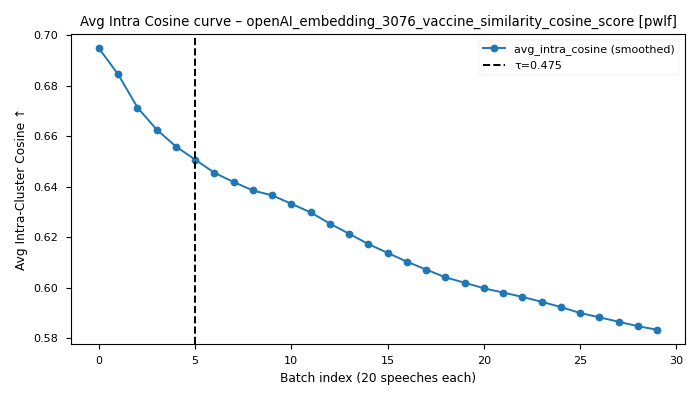 Avg Intra Cosine curve – openAI_embedding_3076_vaccine_similarity_cosine_score [pwlf]
avg_intra_cosine (smoothed)
τ=0.475
Avg Intra-Cluster Cosine ↑
0.70
0.68
0.66
0.64
0.62
0.60
0.58
0 5 10 15 20 25 30
Batch index (20 speeches each)